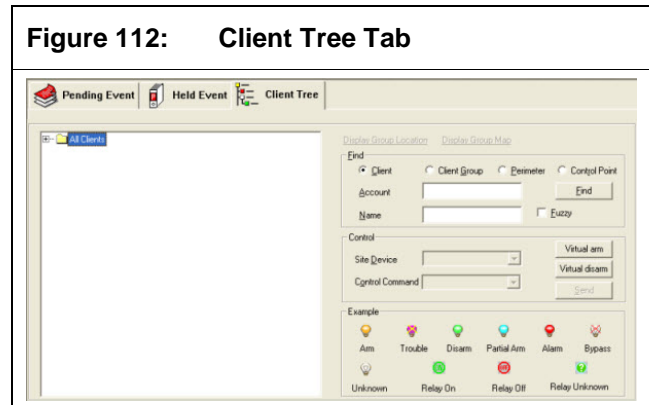 Figure 112: Client Tree Tab
Pending Event Held Event Client Tree
All Clients
Display Group Location Display Group Map
Find
Client Client Group Perimeter Control Point
Account Find
Name Fuzzy
Control
Site Device Virtual arm
Virtual disarm
Control Command
Send
Example
Arm Trouble Disarm Partial Arm Alarm Bypass
Unknown Relay On Relay Off Relay Unknown